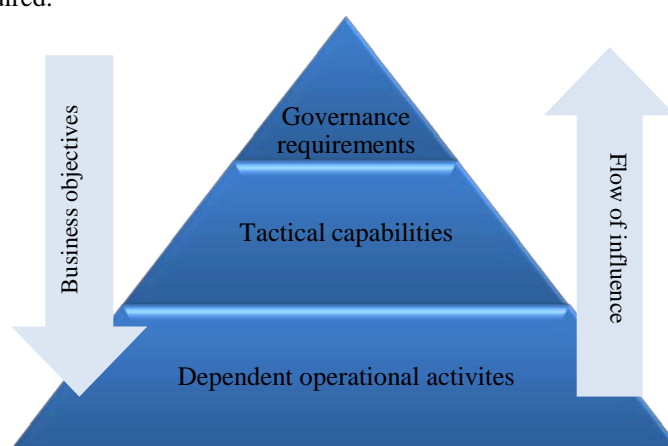 Governance
requirements
Business objectives
Flow of influence
Tactical capabilities
Dependent operational activites